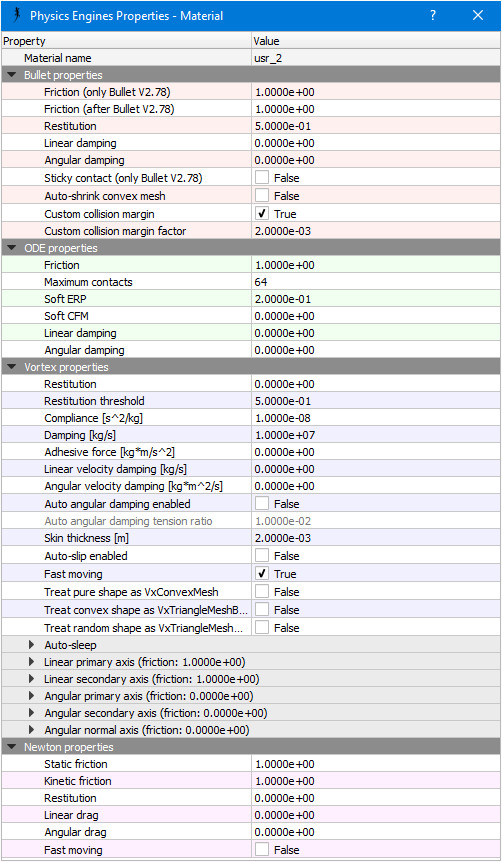 Physics Engines Properties - Material ? ✕
Property Value
Material name usr_2
Bullet properties
Friction (only Bullet V2.78) 1.0000e+00
Friction (after Bullet V2.78) 1.0000e+00
Restitution 5.0000e-01
Linear damping 0.0000e+00
Angular damping 0.0000e+00
Sticky contact (only Bullet V2.78) False
Auto-shrink convex mesh False
Custom collision margin True
Custom collision margin factor 2.0000e-03
ODE properties
Friction 1.0000e+00
Maximum contacts 64
Soft ERP 2.0000e-01
Soft CFM 0.0000e+00
Linear damping 0.0000e+00
Angular damping 0.0000e+00
Vortex properties
Restitution 0.0000e+00
Restitution threshold 5.0000e-01
Compliance [s^2/kg] 1.0000e-08
Damping [kg/s] 1.0000e+07
Adhesive force [kg*m/s^2] 0.0000e+00
Linear velocity damping [kg/s] 0.0000e+00
Angular velocity damping [kg*m^2/s] 0.0000e+00
Auto angular damping enabled False
Auto angular damping tension ratio 1.0000e-02
Skin thickness [m] 2.0000e-03
Auto-slip enabled False
Fast moving True
Treat pure shape as VxConvexMesh False
Treat convex shape as VxTriangleMeshB... False
Treat random shape as VxTriangleMesh... False
Auto-sleep
Linear primary axis (friction: 1.0000e+00)
Linear secondary axis (friction: 1.0000e+00)
Angular primary axis (friction: 0.0000e+00)
Angular secondary axis (friction: 0.0000e+00)
Angular normal axis (friction: 0.0000e+00)
Newton properties
Static friction 1.0000e+00
Kinetic friction 1.0000e+00
Restitution 0.0000e+00
Linear drag 0.0000e+00
Angular drag 0.0000e+00
Fast moving False